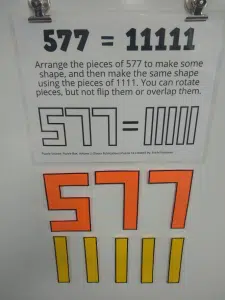 577 = 11111
Arrange the pieces of 577 to make some
shape, and then make the same shape
using the pieces of 1111. You can rotate
pieces, but not flip them or overlap them.
577=11111
577
11111